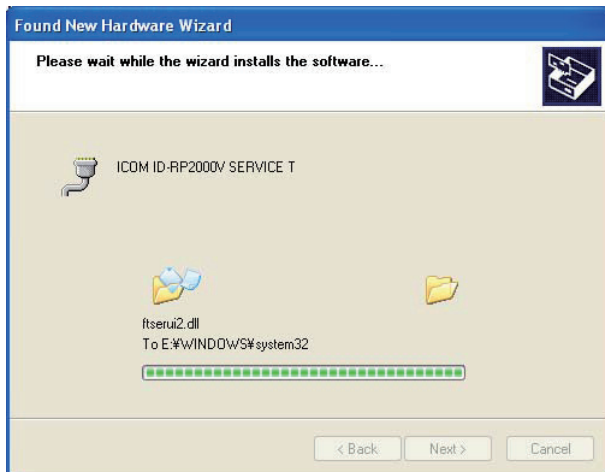 Found New Hardware Wizard
Please wait while the wizard installs the software...
ICOM ID-RP2000V SERVICE T
ftserui2.dll
To E:¥WINDOWS¥system32
< Back
Next >
Cancel